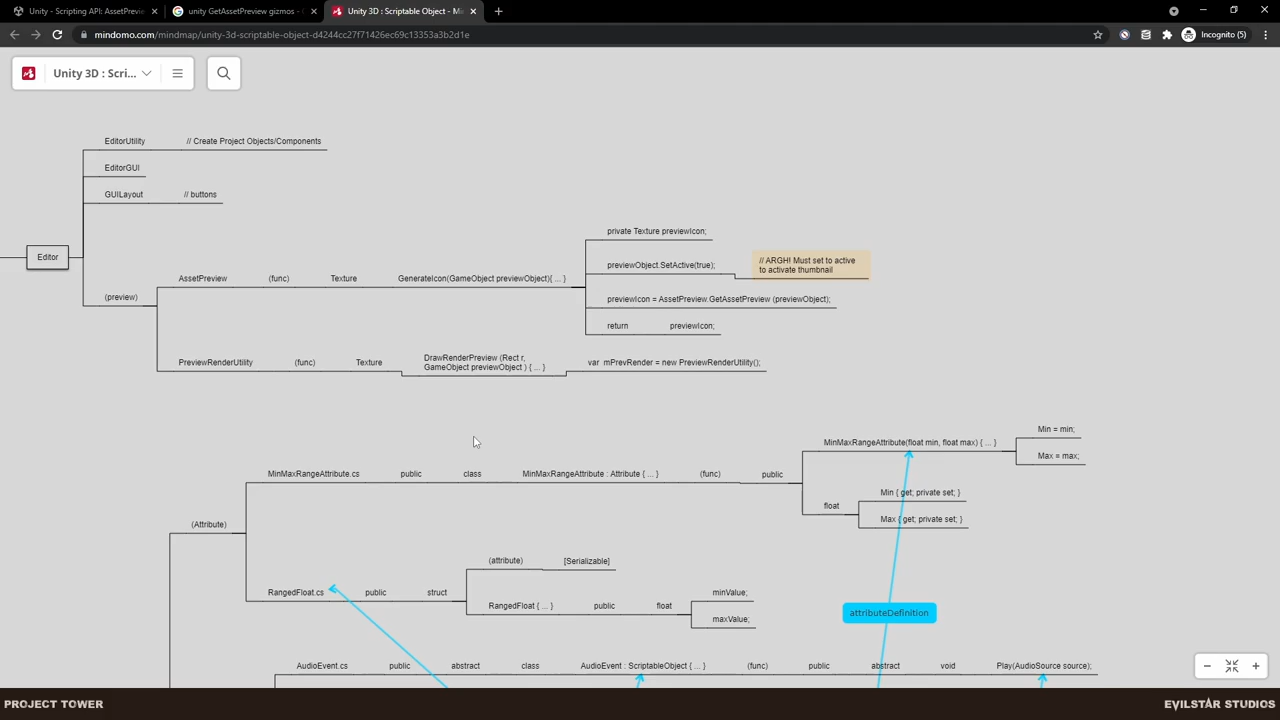 Unity - Scripting API: AssetPrevie
unity GetAssetPreview gizmos - G
Unity 3D : Scriptable Object - Mi
mindomo.com/mindmap/unity-3d-scriptable-object-d4244cc27f71426ec69c13353a3b2d1e
Incognito (5)
Unity 3D : Scri...
EditorUtility // Create Project Objects/Components
EditorGUI
GUILayout // buttons
Editor
(preview)
AssetPreview (func) Texture GenerateIcon(GameObject previewObject){ ... }
private Texture previewIcon;
previewObject.SetActive(true);
// ARGH! Must set to active
to activate thumbnail
previewIcon = AssetPreview.GetAssetPreview (previewObject);
return previewIcon;
PreviewRenderUtility (func) Texture
DrawRenderPreview (Rect r,
GameObject previewObject ) { ... }
var mPrevRender = new PreviewRenderUtility();
(Attribute)
MinMaxRangeAttribute.cs public class MinMaxRangeAttribute : Attribute { ... } (func) public
MinMaxRangeAttribute(float min, float max) { ... }
Min = min;
Max = max;
float
Min { get; private set; }
Max { get; private set; }
RangedFloat.cs public struct
(attribute) [Serializable]
RangedFloat { ... } public float
minValue;
maxValue;
attributeDefinition
AudioEvent.cs public abstract class AudioEvent : ScriptableObject { ... } (func) public abstract void Play(AudioSource source);
PROJECT TOWER
EVILSTAR STUDIOS